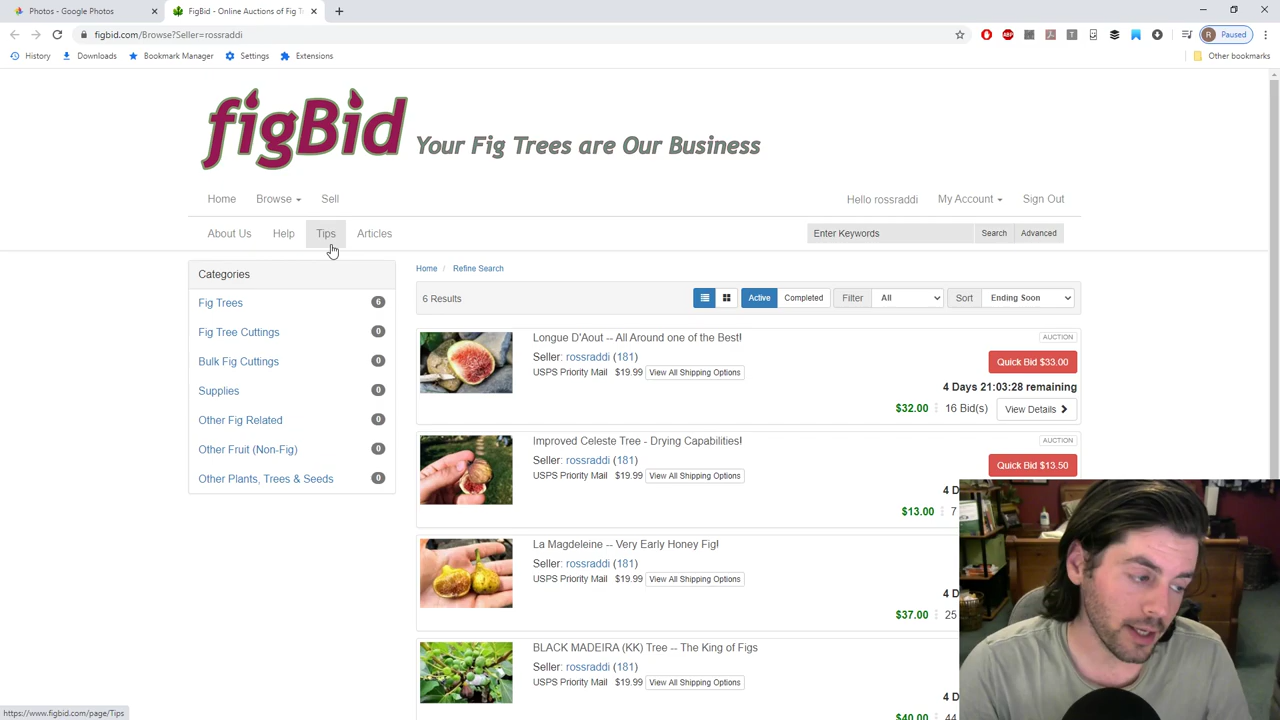 Photos - Google Photos
FigBid - Online Auctions of Fig T
figbid.com/Browse?Seller=rossraddi
R Paused
History Downloads Bookmark Manager Settings Extensions Other bookmarks
figBid Your Fig Trees are Our Business
Home Browse Sell Hello rossraddi My Account Sign Out
About Us Help Tips Articles Enter Keywords Search Advanced
Categories
Fig Trees 6
Fig Tree Cuttings 0
Bulk Fig Cuttings 0
Supplies 0
Other Fig Related 0
Other Fruit (Non-Fig) 0
Other Plants, Trees & Seeds 0
Home / Refine Search
6 Results Active Completed Filter All Sort Ending Soon
Longue D'Aout -- All Around one of the Best! AUCTION
Seller: rossraddi (181) Quick Bid $33.00
USPS Priority Mail $19.99 View All Shipping Options
4 Days 21:03:28 remaining
$32.00 16 Bid(s) View Details
Improved Celeste Tree - Drying Capabilities! AUCTION
Seller: rossraddi (181) Quick Bid $13.50
USPS Priority Mail $19.99 View All Shipping Options
4 D
$13.00 7
La Magdeleine -- Very Early Honey Fig!
Seller: rossraddi (181)
USPS Priority Mail $19.99 View All Shipping Options
4 D
$37.00 25
BLACK MADEIRA (KK) Tree -- The King of Figs
Seller: rossraddi (181)
USPS Priority Mail $19.99 View All Shipping Options
4 D
$40.00 44
https://www.figbid.com/page/Tips